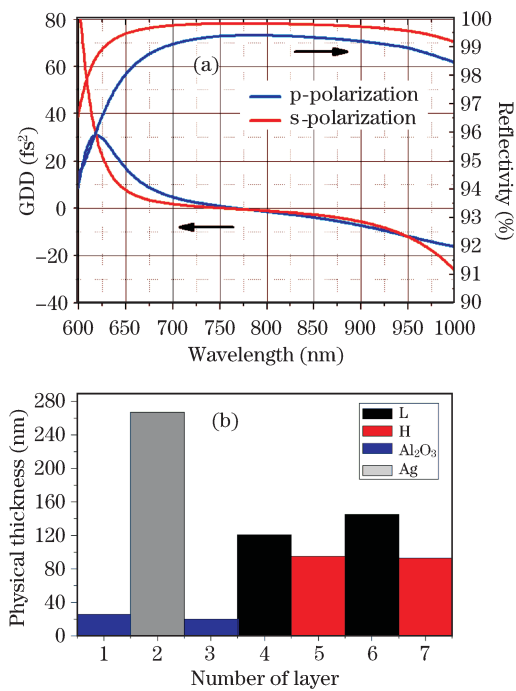 80
60
40
20
0
−20
−40
GDD (fs²)
100
99
98
97
96
95
94
93
92
91
90
Reflectivity (%)
(a)
p-polarization
s-polarization
600 650 700 750 800 850 900 950 1000
Wavelength (nm)
280
240
200
160
120
80
40
0
Physical thickness (nm)
(b)
L
H
Al₂O₃
Ag
1 2 3 4 5 6 7
Number of layer